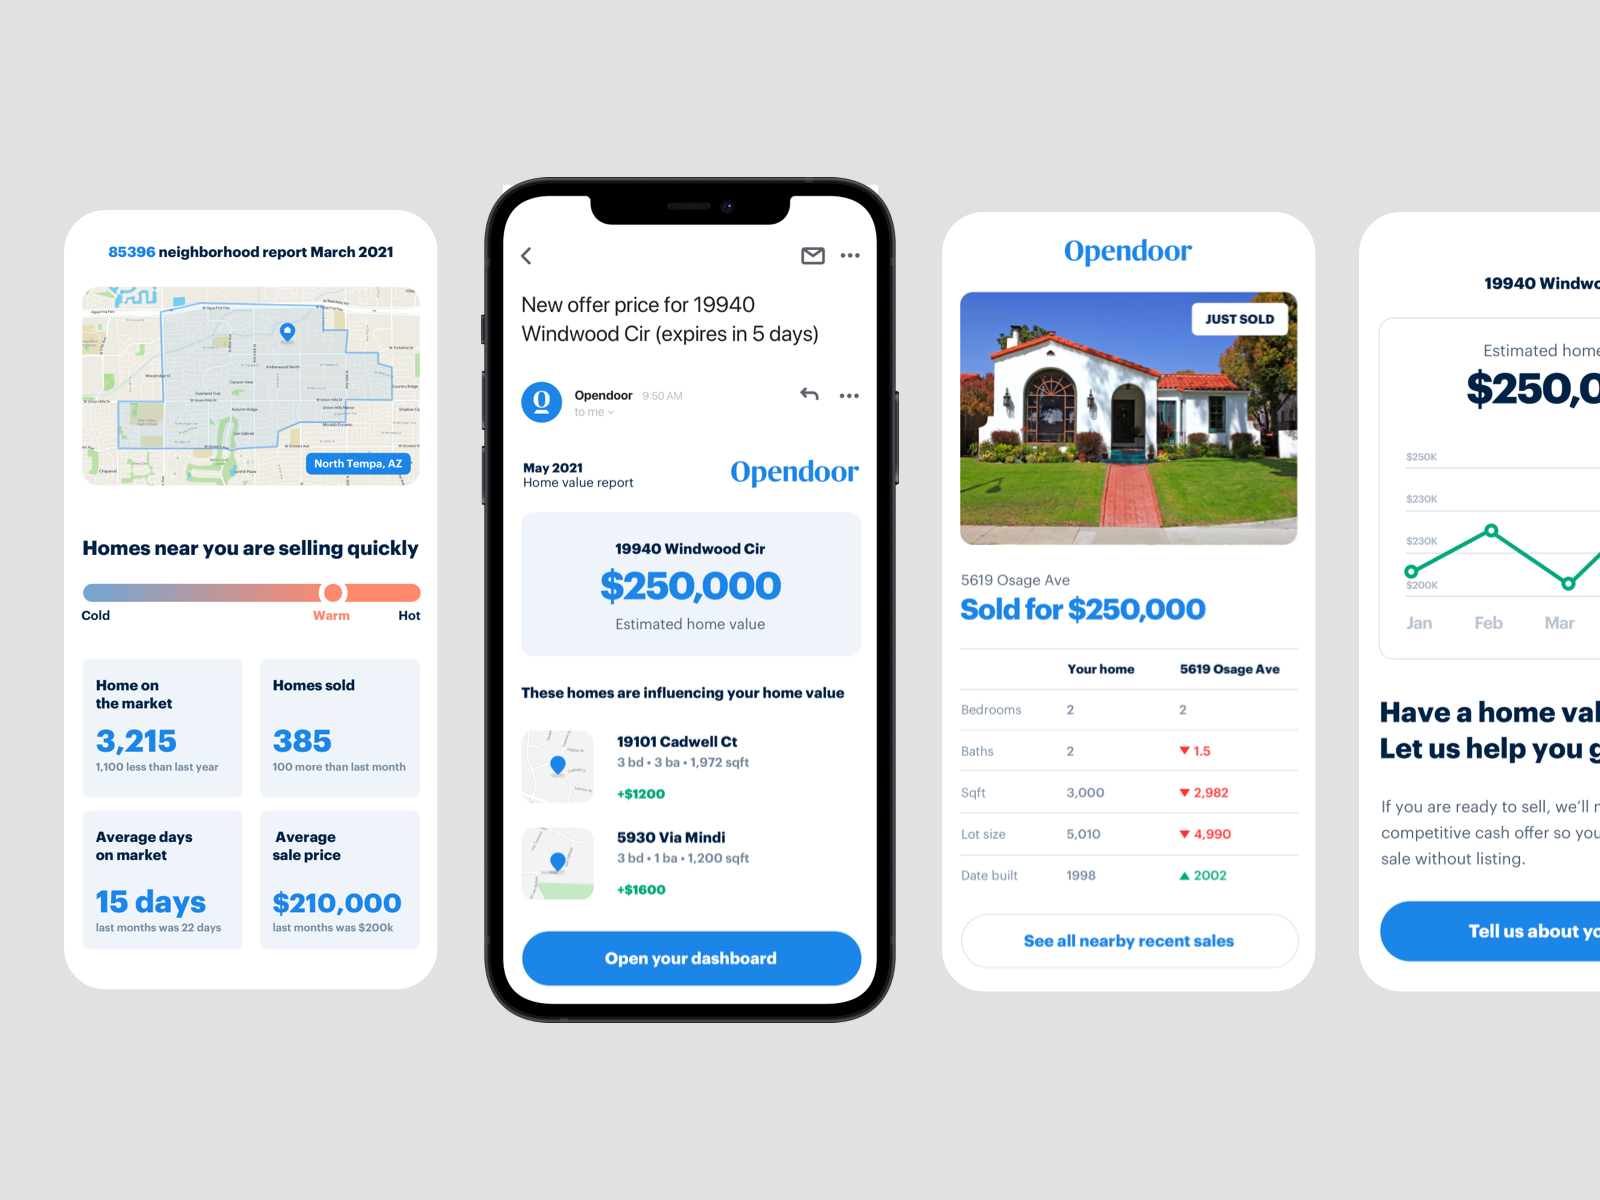 85396 neighborhood report March 2021
North Tempa, AZ
Homes near you are selling quickly
Cold
Warm
Hot
Home on
the market
3,215
1,100 less than last year
Homes sold
385
100 more than last month
Average days
on market
15 days
last months was 22 days
Average
sale price
$210,000
last months was $200k
New offer price for 19940
Windwood Cir (expires in 5 days)
Opendoor 9:50 AM
to me
May 2021
Home value report
Opendoor
19940 Windwood Cir
$250,000
Estimated home value
These homes are influencing your home value
19101 Cadwell Ct
3 bd • 3 ba • 1,972 sqft
+$1200
5930 Via Mindi
3 bd • 1 ba • 1,200 sqft
+$1600
Open your dashboard
Opendoor
JUST SOLD
5619 Osage Ave
Sold for $250,000
Your home 5619 Osage Ave
Bedrooms 2 2
Baths 2 1.5
Sqft 3,000 2,982
Lot size 5,010 4,990
Date built 1998 2002
See all nearby recent sales
19940 Windwo
Estimated home
$250,0
$250K
$230K
$230K
$200K
Jan Feb Mar
Have a home val
Let us help you g
If you are ready to sell, we'll
competitive cash offer so you
sale without listing.
Tell us about yo